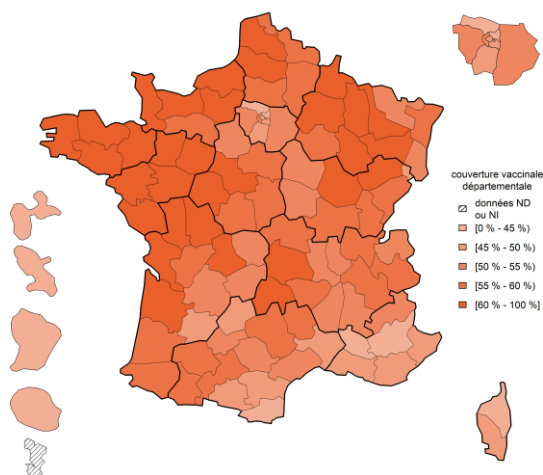 couverture vaccinale
départementale
données ND
ou NI
[0 % - 45 %)
[45 % - 50 %)
[50 % - 55 %)
[55 % - 60 %)
[60 % - 100 %]